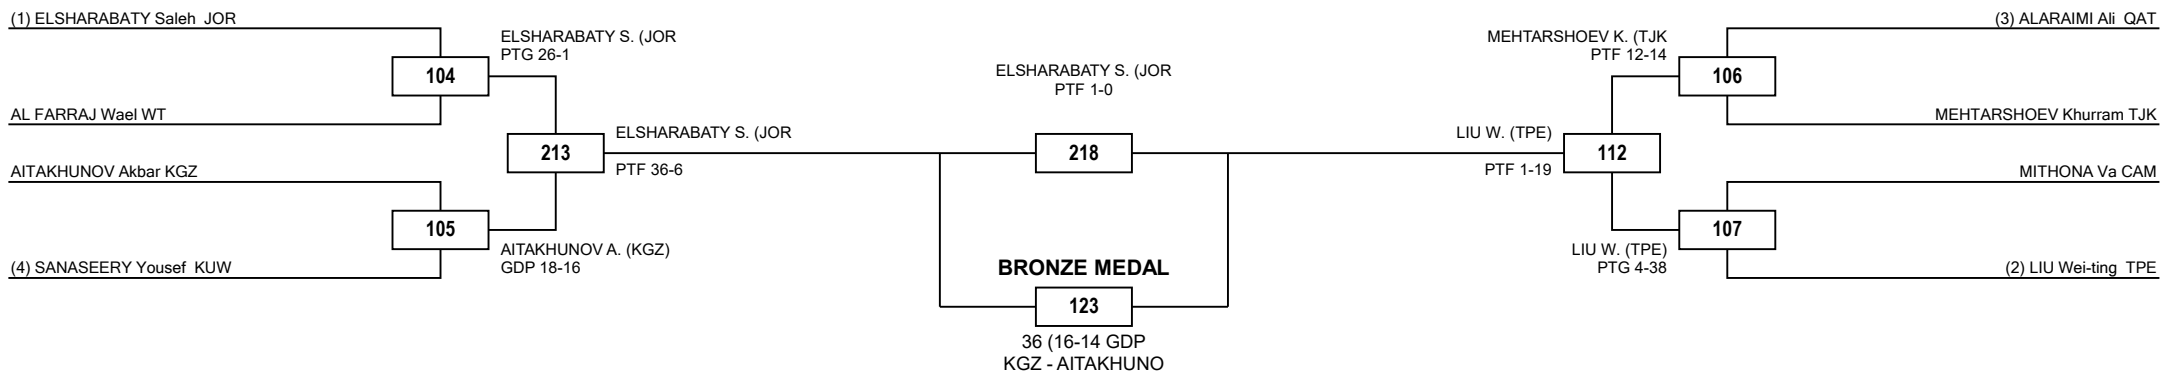 (1) ELSHARABATY Saleh  JOR
ELSHARABATY S. (JOR
PTG 26-1
104
AL FARRAJ Wael WT
213
ELSHARABATY S. (JOR
PTF 36-6
AITAKHUNOV Akbar KGZ
105
AITAKHUNOV A. (KGZ)
GDP 18-16
(4) SANASEERY Yousef  KUW
ELSHARABATY S. (JOR
PTF 1-0
218
BRONZE MEDAL
123
36 (16-14 GDP
KGZ - AITAKHUNO
(3) ALARAIMI Ali  QAT
MEHTARSHOEV K. (TJK
PTF 12-14
106
MEHTARSHOEV Khurram TJK
LIU W. (TPE)
PTF 1-19
112
MITHONA Va CAM
107
LIU W. (TPE)
PTG 4-38
(2) LIU Wei-ting  TPE